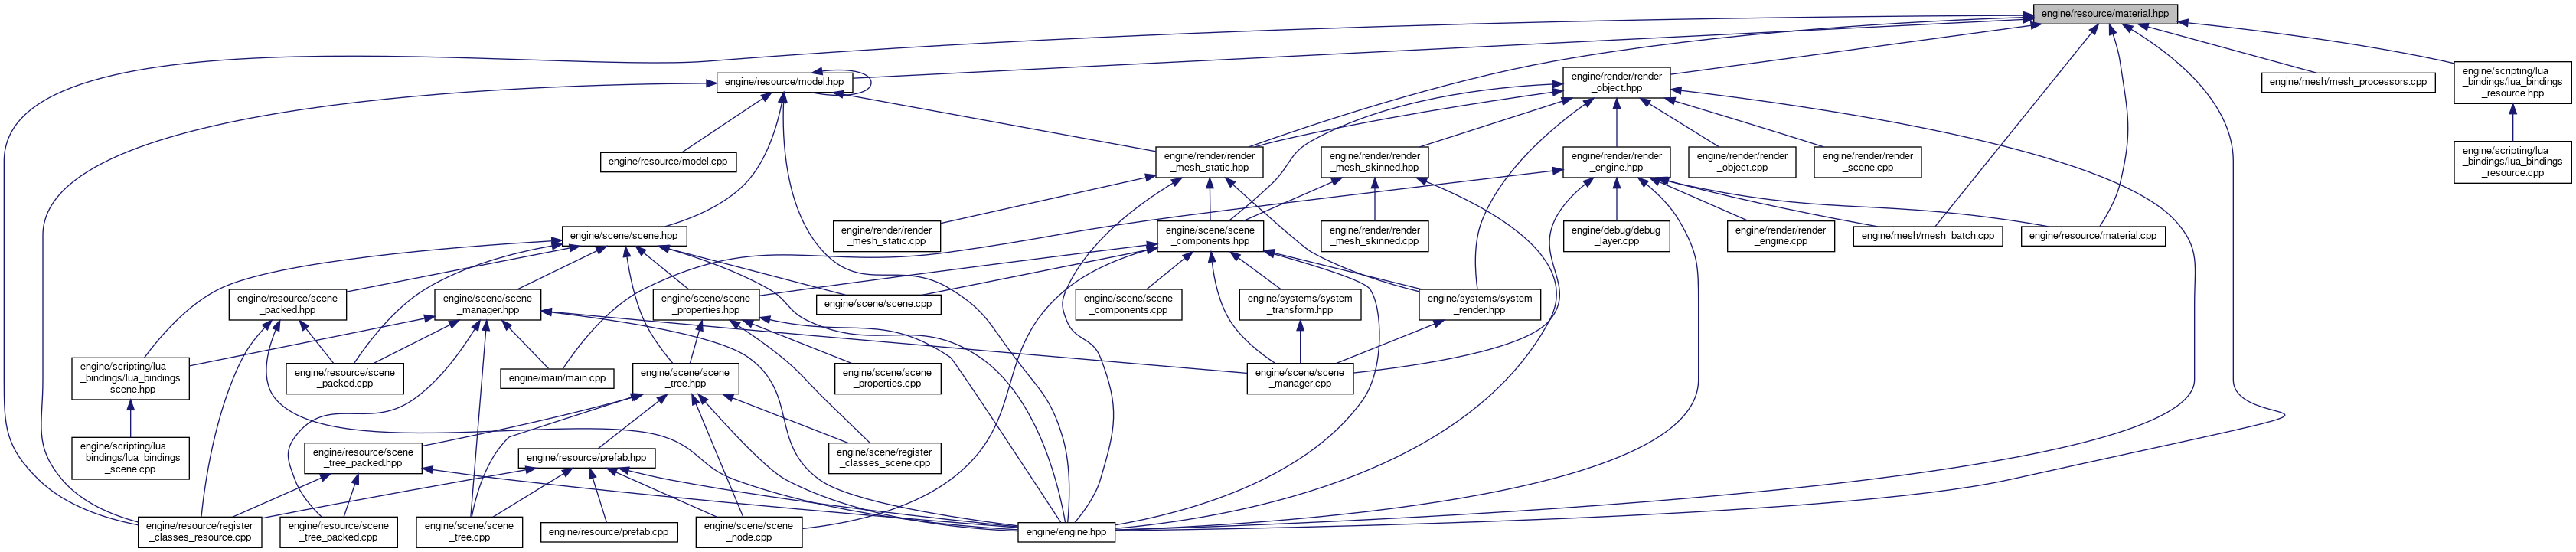 engine/resource/material.hpp
engine/resource/model.hpp
engine/render/render
_object.hpp
engine/mesh/mesh_processors.cpp
engine/scripting/lua
_bindings/lua_bindings
_resource.hpp
engine/resource/model.cpp
engine/render/render
_mesh_static.hpp
engine/render/render
_mesh_skinned.hpp
engine/render/render
_engine.hpp
engine/render/render
_object.cpp
engine/render/render
_scene.cpp
engine/scripting/lua
_bindings/lua_bindings
_resource.cpp
engine/scene/scene.hpp
engine/render/render
_mesh_static.cpp
engine/scene/scene
_components.hpp
engine/render/render
_mesh_skinned.cpp
engine/debug/debug
_layer.cpp
engine/render/render
_engine.cpp
engine/mesh/mesh_batch.cpp
engine/resource/material.cpp
engine/resource/scene
_packed.hpp
engine/scene/scene
_manager.hpp
engine/scene/scene
_properties.hpp
engine/scene/scene.cpp
engine/scene/scene
_components.cpp
engine/systems/system
_transform.hpp
engine/systems/system
_render.hpp
engine/scripting/lua
_bindings/lua_bindings
_scene.hpp
engine/resource/scene
_packed.cpp
engine/main/main.cpp
engine/scene/scene
_tree.hpp
engine/scene/scene
_properties.cpp
engine/scene/scene
_manager.cpp
engine/scripting/lua
_bindings/lua_bindings
_scene.cpp
engine/resource/scene
_tree_packed.hpp
engine/resource/prefab.hpp
engine/scene/register
_classes_scene.cpp
engine/resource/register
_classes_resource.cpp
engine/resource/scene
_tree_packed.cpp
engine/scene/scene
_tree.cpp
engine/resource/prefab.cpp
engine/scene/scene
_node.cpp
engine/engine.hpp